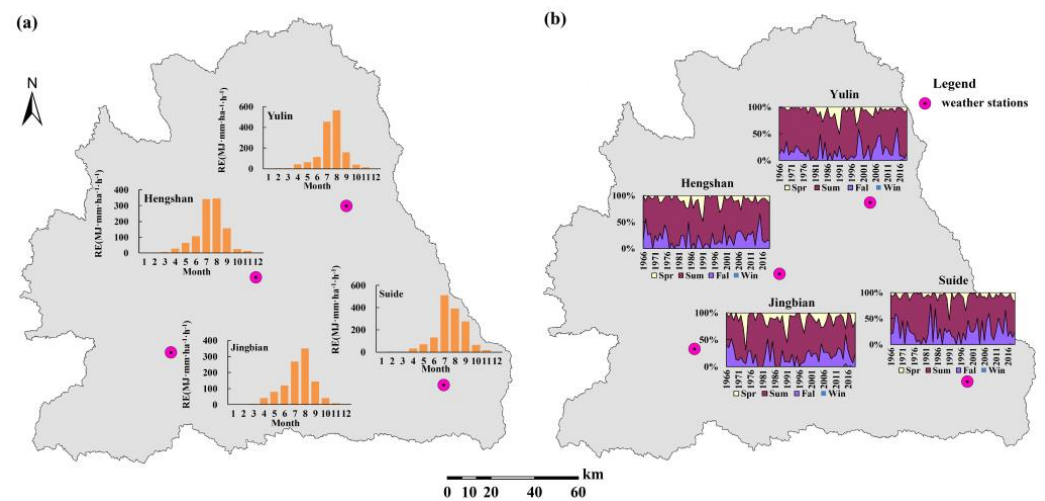 (a)
N
RE(MJ·mm·ha⁻¹·h⁻¹)
600
400
200
0
Yulin
1 2 3 4 5 6 7 8 9 10 11 12
Month
RE(MJ·mm·ha⁻¹·h⁻¹)
400
300
200
100
0
Hengshan
1 2 3 4 5 6 7 8 9 10 11 12
Month
RE(MJ·mm·ha⁻¹·h⁻¹)
600
400
200
0
Suide
1 2 3 4 5 6 7 8 9 10 11 12
Month
RE(MJ·mm·ha⁻¹·h⁻¹)
400
300
200
100
0
Jingbian
1 2 3 4 5 6 7 8 9 10 11 12
Month
(b)
Legend
weather stations
Yulin
100%
50%
0%
1966 1971 1976 1981 1986 1991 1996 2001 2006 2011 2016
Spr Sum Fal Win
Hengshan
100%
50%
0%
1966 1971 1976 1981 1986 1991 1996 2001 2006 2011 2016
Spr Sum Fal Win
Suide
100%
50%
0%
1966 1971 1976 1981 1986 1991 1996 2001 2006 2011 2016
Spr Sum Fal Win
Jingbian
100%
50%
0%
1966 1971 1976 1981 1986 1991 1996 2001 2006 2011 2016
Spr Sum Fal Win
km
0 10 20 40 60